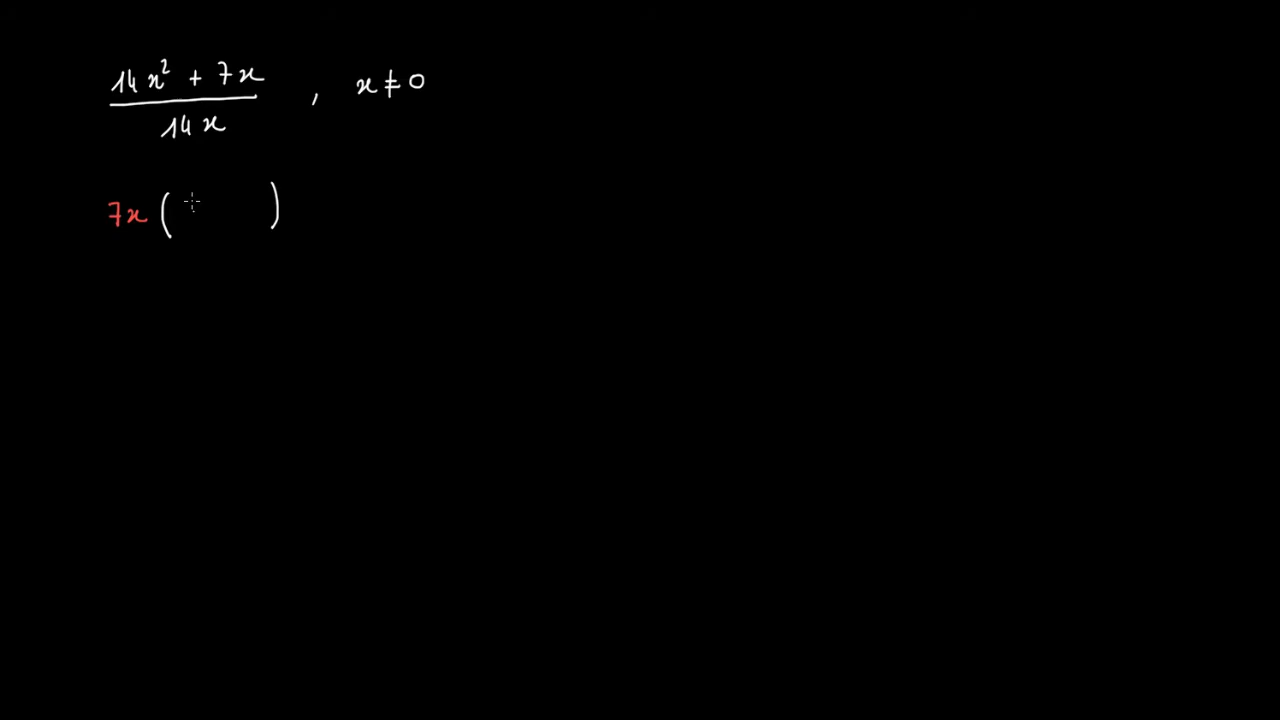 14x² + 7x
14x , x ≠ 0
7x ( )